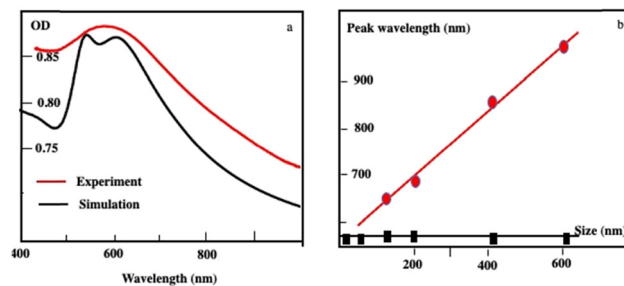 OD
a
0.85
0.80
0.75
Experiment
Simulation
400
600
800
Wavelength (nm)
Peak wavelength (nm)
b
900
800
700
Size (nm)
200
400
600